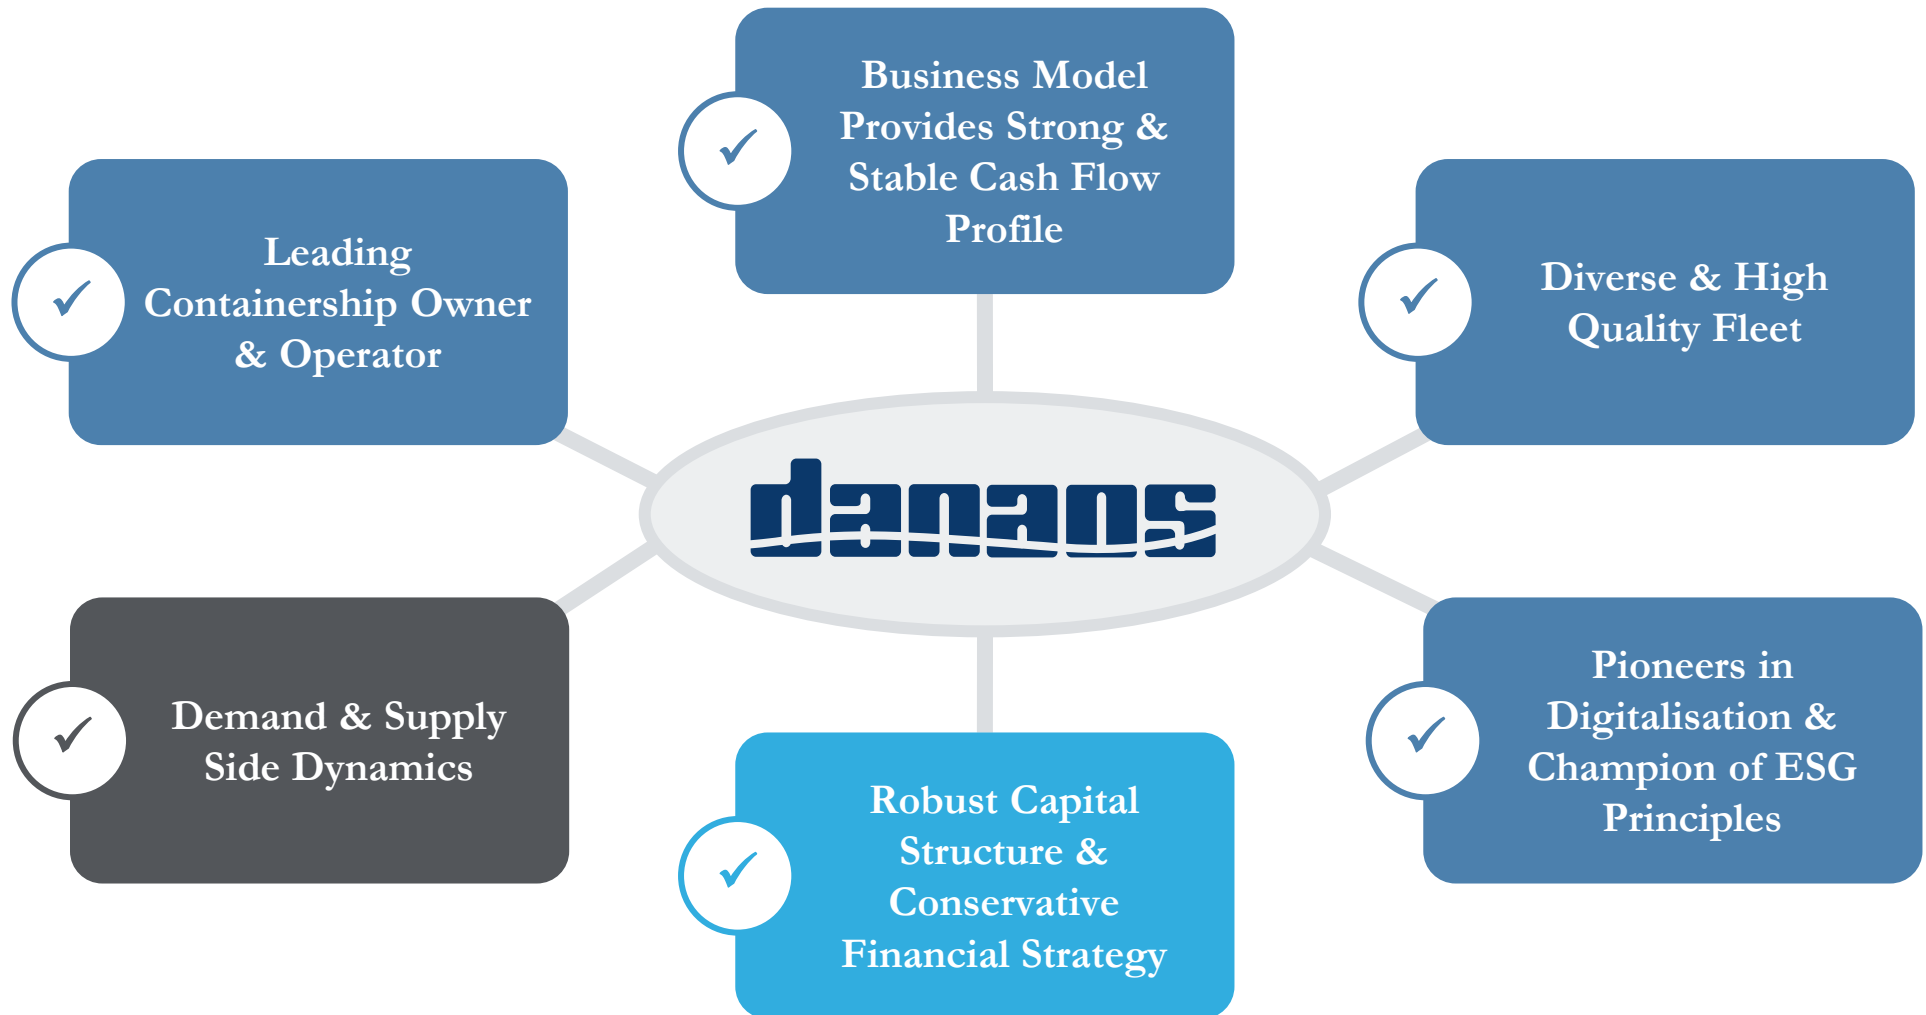 Business Model
Provides Strong &
Stable Cash Flow
Profile
Leading
Containership Owner
& Operator
Diverse & High
Quality Fleet
danaos
Demand & Supply
Side Dynamics
Pioneers in
Digitalisation &
Champion of ESG
Principles
Robust Capital
Structure &
Conservative
Financial Strategy